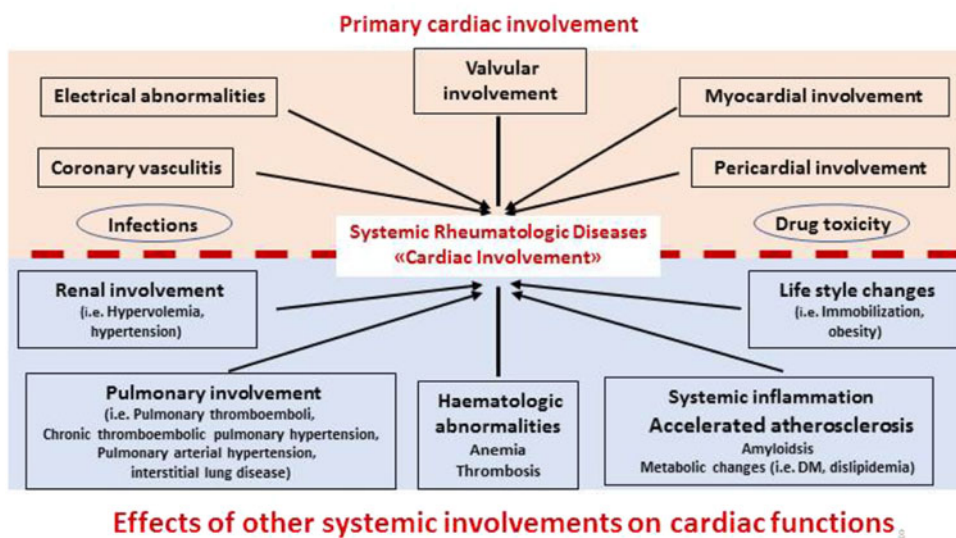 Primary cardiac involvement
Valvular
involvement
Electrical abnormalities
Myocardial involvement
Coronary vasculitis
Pericardial involvement
Infections
Drug toxicity
Systemic Rheumatologic Diseases
«Cardiac Involvement»
Renal involvement
(i.e. Hypervolemia,
hypertension)
Life style changes
(i.e. Immobilization,
obesity)
Pulmonary involvement
(i.e. Pulmonary thromboemboli,
Chronic thromboembolic pulmonary hypertension,
Pulmonary arterial hypertension,
interstitial lung disease)
Haematologic
abnormalities
Anemia
Thrombosis
Systemic inflammation
Accelerated atherosclerosis
Amyloidsis
Metabolic changes (i.e. DM, dislipidemia)
Effects of other systemic involvements on cardiac functions